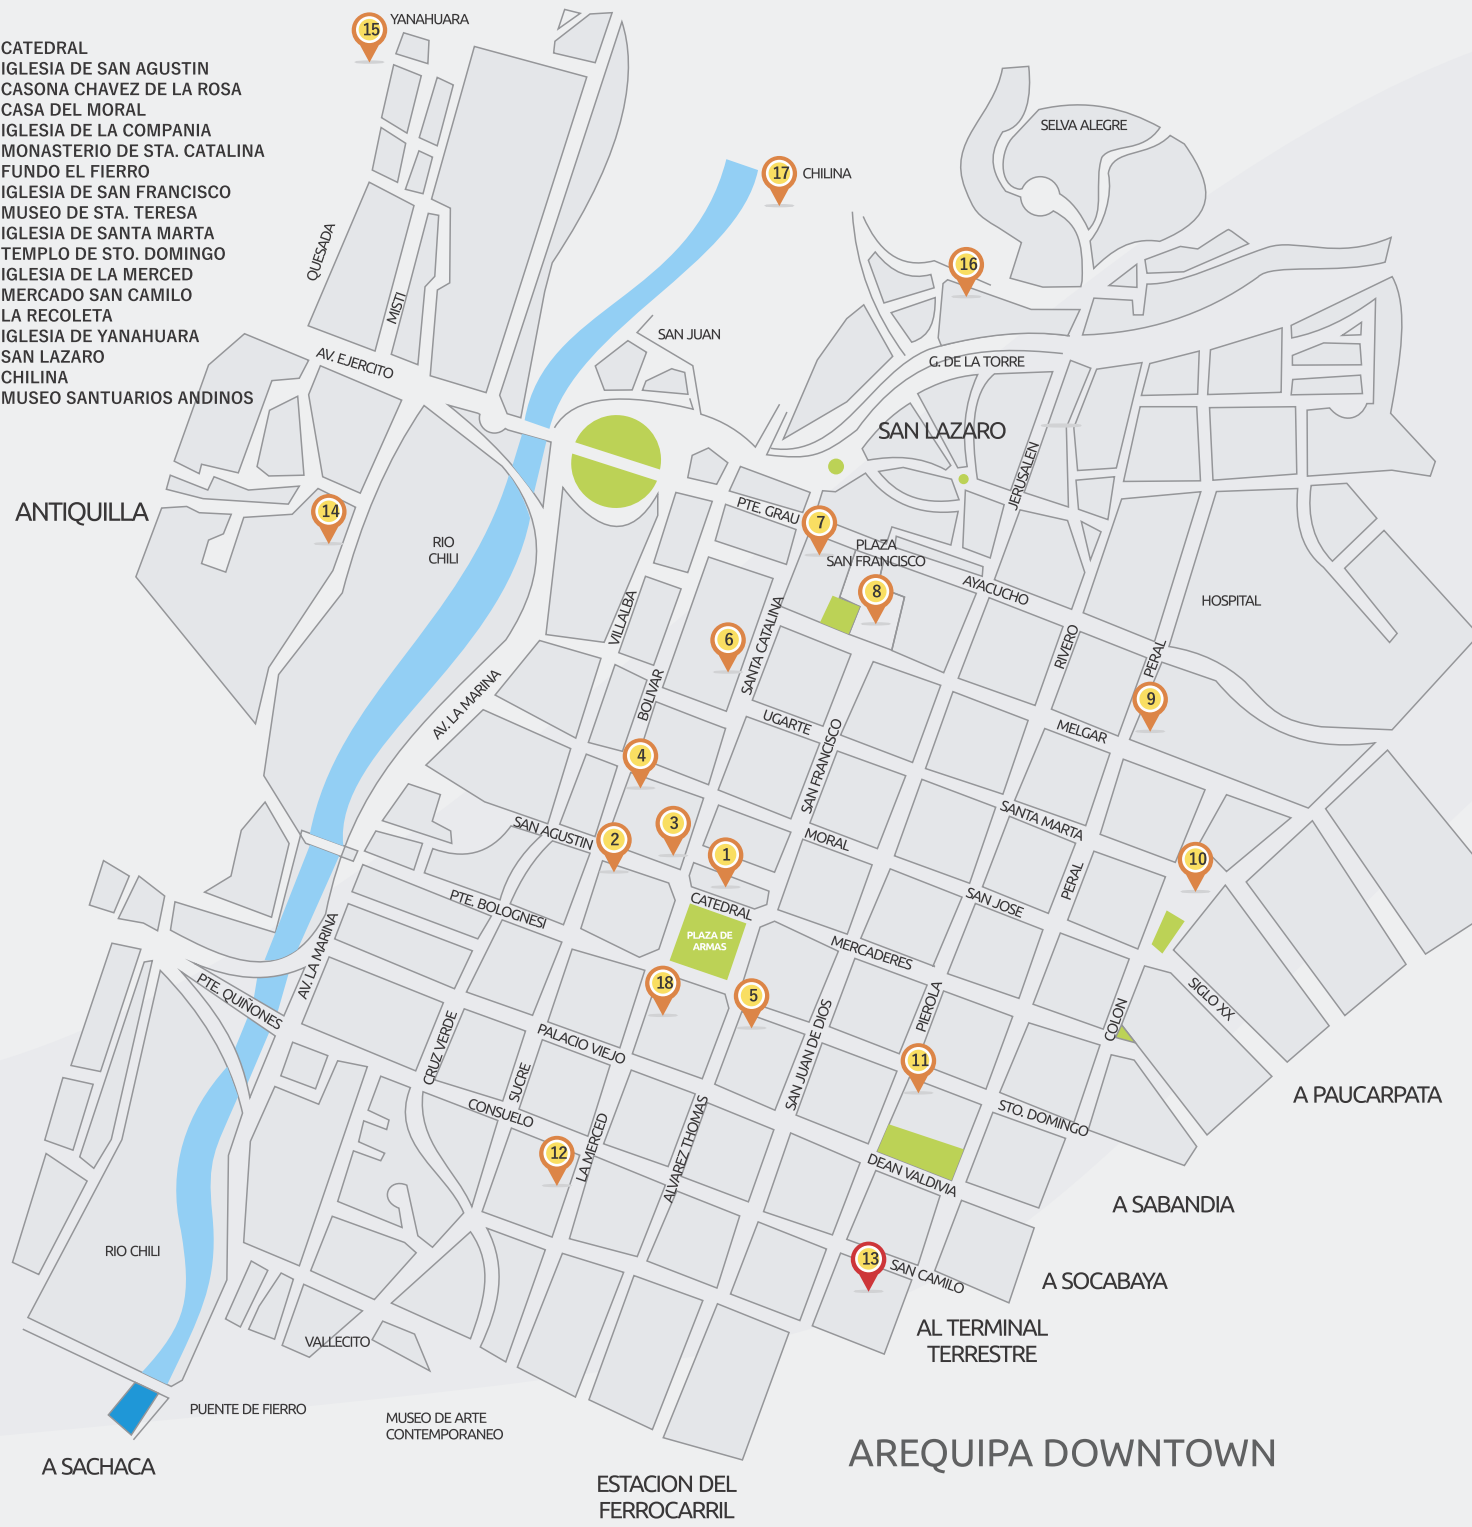 15
YANAHUARA
CATEDRAL
IGLESIA DE SAN AGUSTIN
CASONA CHAVEZ DE LA ROSA
CASA DEL MORAL
IGLESIA DE LA COMPANIA
MONASTERIO DE STA. CATALINA
FUNDO EL FIERRO
IGLESIA DE SAN FRANCISCO
MUSEO DE STA. TERESA
IGLESIA DE SANTA MARTA
TEMPLO DE STO. DOMINGO
IGLESIA DE LA MERCED
MERCADO SAN CAMILO
LA RECOLETA
IGLESIA DE YANAHUARA
SAN LAZARO
CHILINA
MUSEO SANTUARIOS ANDINOS
SELVA ALEGRE
17
CHILINA
QUESADA
16
MISTI
SAN JUAN
AV. EJERCITO
G. DE LA TORRE
SAN LAZARO
JERUSALEN
ANTIQUILLA
14
PTE. GRAU
7
RIO
CHILI
PLAZA
SAN FRANCISCO
8
AYACUCHO
HOSPITAL
VILLALBA
6
SANTA CATALINA
RIVERO
PERAL
BOLIVAR
AV. LA MARINA
9
UGARTE
MELGAR
4
SAN FRANCISCO
SAN AGUSTIN
2
3
1
MORAL
SANTA MARTA
10
PERAL
PTE. BOLOGNESI
CATEDRAL
SAN JOSE
PLAZA DE
ARMAS
MERCADERES
AV. LA MARINA
PTE. QUIÑONES
18
5
PIEROLA
SIGLO XX
COLON
CRUZ VERDE
PALACIO VIEJO
SAN JUAN DE DIOS
11
SUCRE
CONSUELO
STO. DOMINGO
A PAUCARPATA
12
LA MERCED
ALVAREZ THOMAS
DEAN VALDIVIA
A SABANDIA
RIO CHILI
13
SAN CAMILO
A SOCABAYA
VALLECITO
AL TERMINAL
TERRESTRE
PUENTE DE FIERRO
MUSEO DE ARTE
CONTEMPORANEO
AREQUIPA DOWNTOWN
A SACHACA
ESTACION DEL
FERROCARRIL